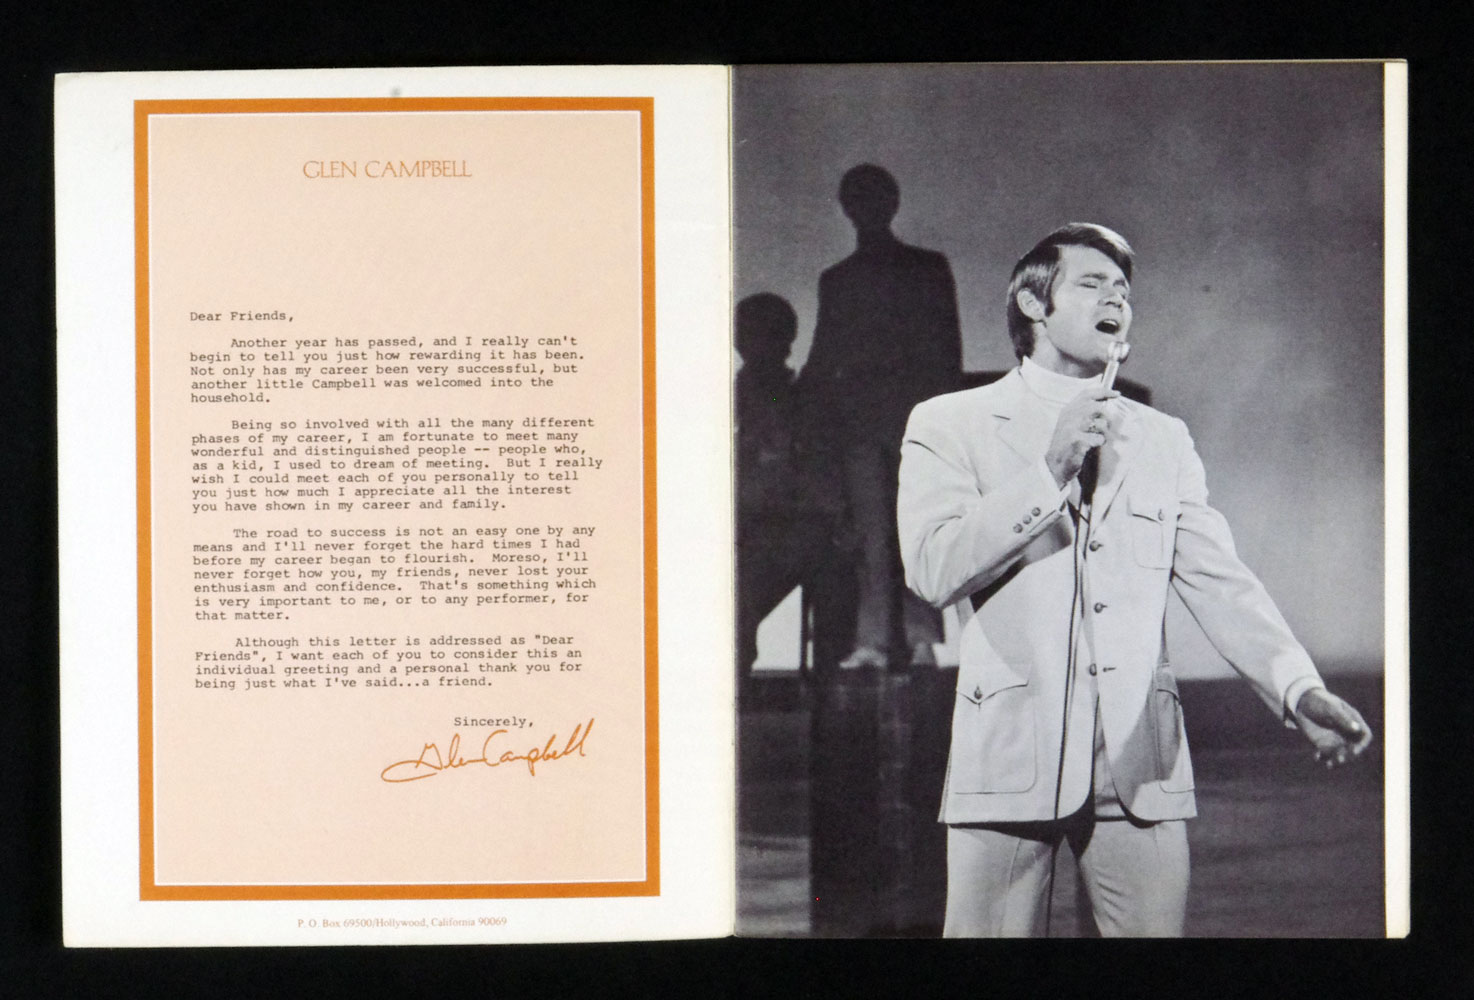 GLEN CAMPBELL
Dear Friends,
Another year has passed, and I really can't
begin to tell you just how rewarding it has been.
Not only has my career been very successful, but
another little Campbell was welcomed into the
household.
Being so involved with all the many different
phases of my career, I am fortunate to meet many
wonderful and distinguished people -- people who,
as a kid, I used to dream of meeting.  But I really
wish I could meet each of you personally to tell
you just how much I appreciate all the interest
you have shown in my career and family.
The road to success is not an easy one by any
means and I'll never forget the hard times I had
before my career began to flourish.  Moreso, I'll
never forget how you, my friends, never lost your
enthusiasm and confidence.  That's something which
is very important to me, or to any performer, for
that matter.
Although this letter is addressed as "Dear
Friends", I want each of you to consider this an
individual greeting and a personal thank you for
being just what I've said...a friend.
Sincerely,
Glen Campbell
P. O. Box 69500/Hollywood, California 90069